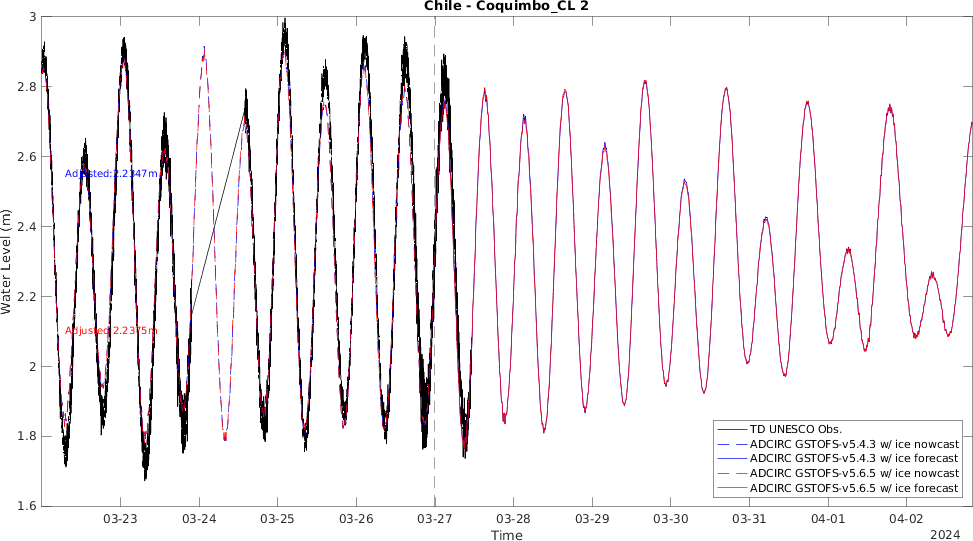 Chile - Coquimbo_CL 2
3
2.8
2.6
2.4
2.2
2
1.8
1.6
Water Level (m)
Adjusted:2.2347m
Adjusted:2.2375m
TD UNESCO Obs.
ADCIRC GSTOFS-v5.4.3 w/ ice nowcast
ADCIRC GSTOFS-v5.4.3 w/ ice forecast
ADCIRC GSTOFS-v5.6.5 w/ ice nowcast
ADCIRC GSTOFS-v5.6.5 w/ ice forecast
03-23 03-24 03-25 03-26 03-27 03-28 03-29 03-30 03-31 04-01 04-02
Time
2024